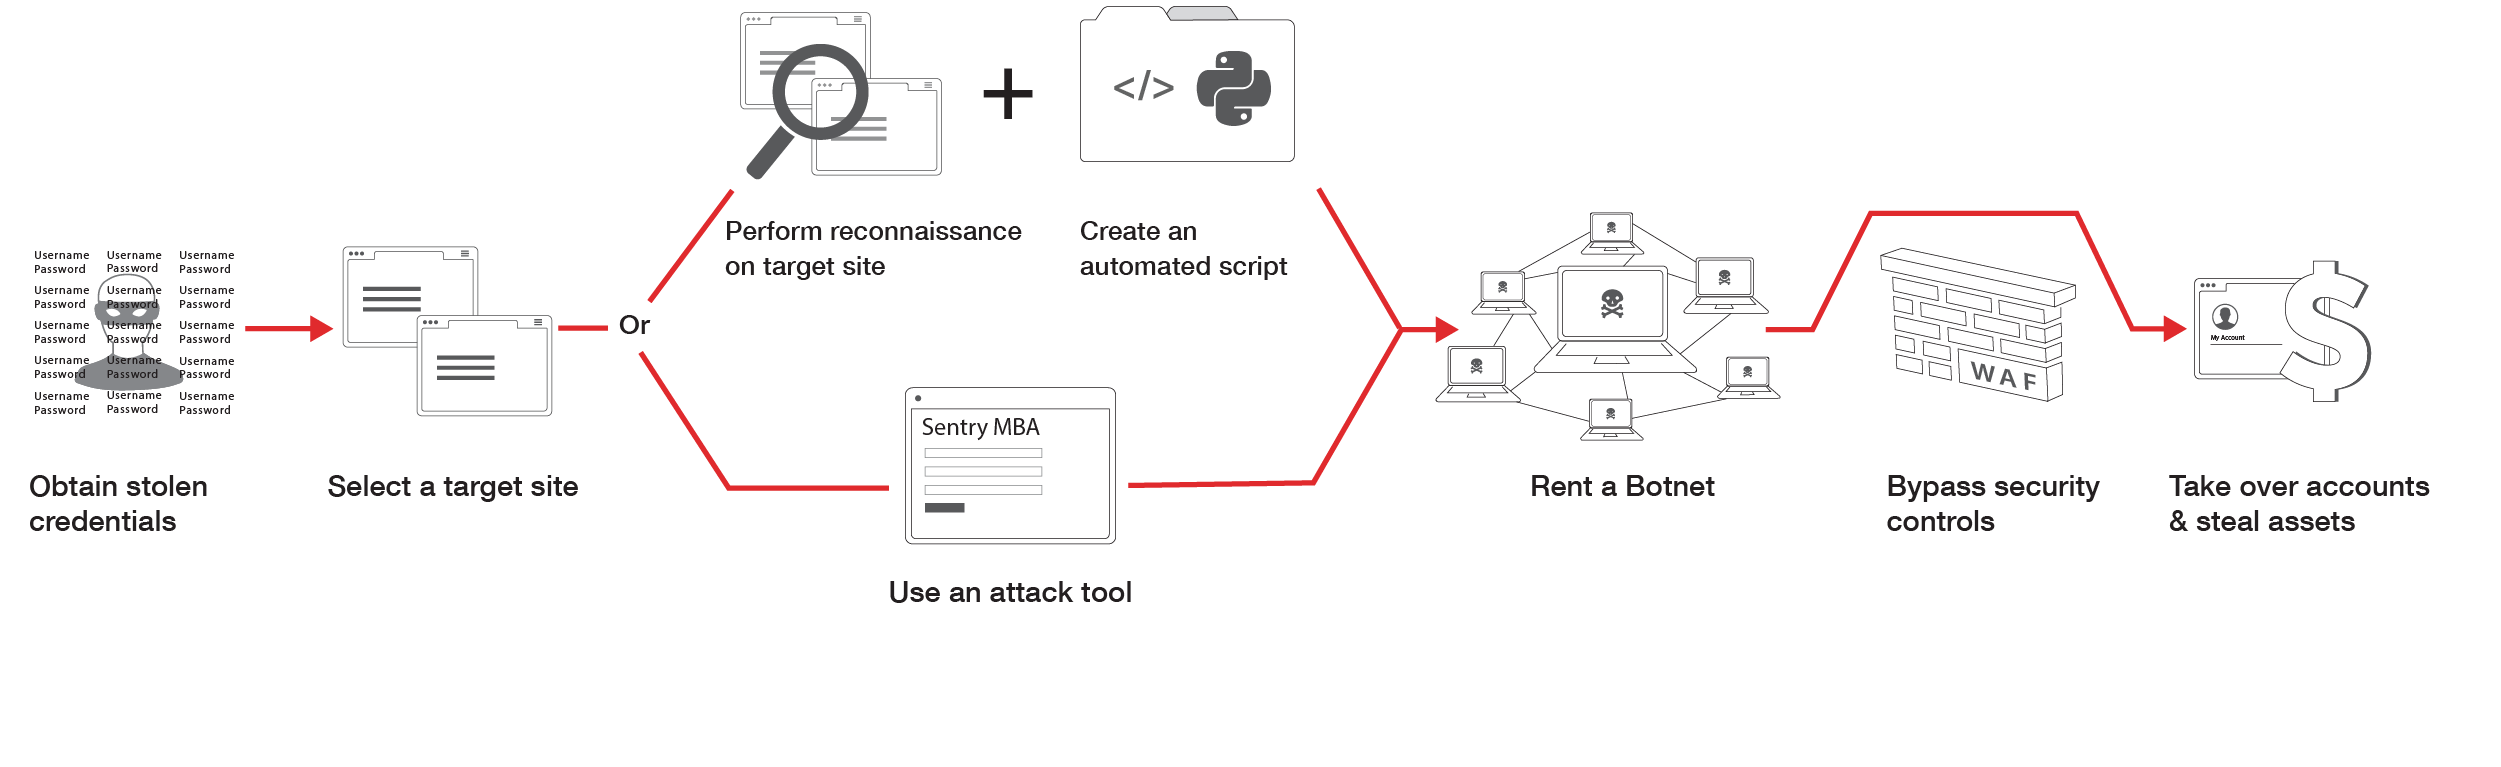 Username Username Username
Password Password Password
Username Username Username
Password Password Password
Username Username Username
Password Password Password
Username Username Username
Password Password Password
Username Username Username
Password Password Password
Obtain stolen
credentials
Select a target site
Or
Perform reconnaissance
on target site
+
</>
Create an
automated script
Sentry MBA
Use an attack tool
Rent a Botnet
WAF
Bypass security
controls
My Account
$
Take over accounts
& steal assets